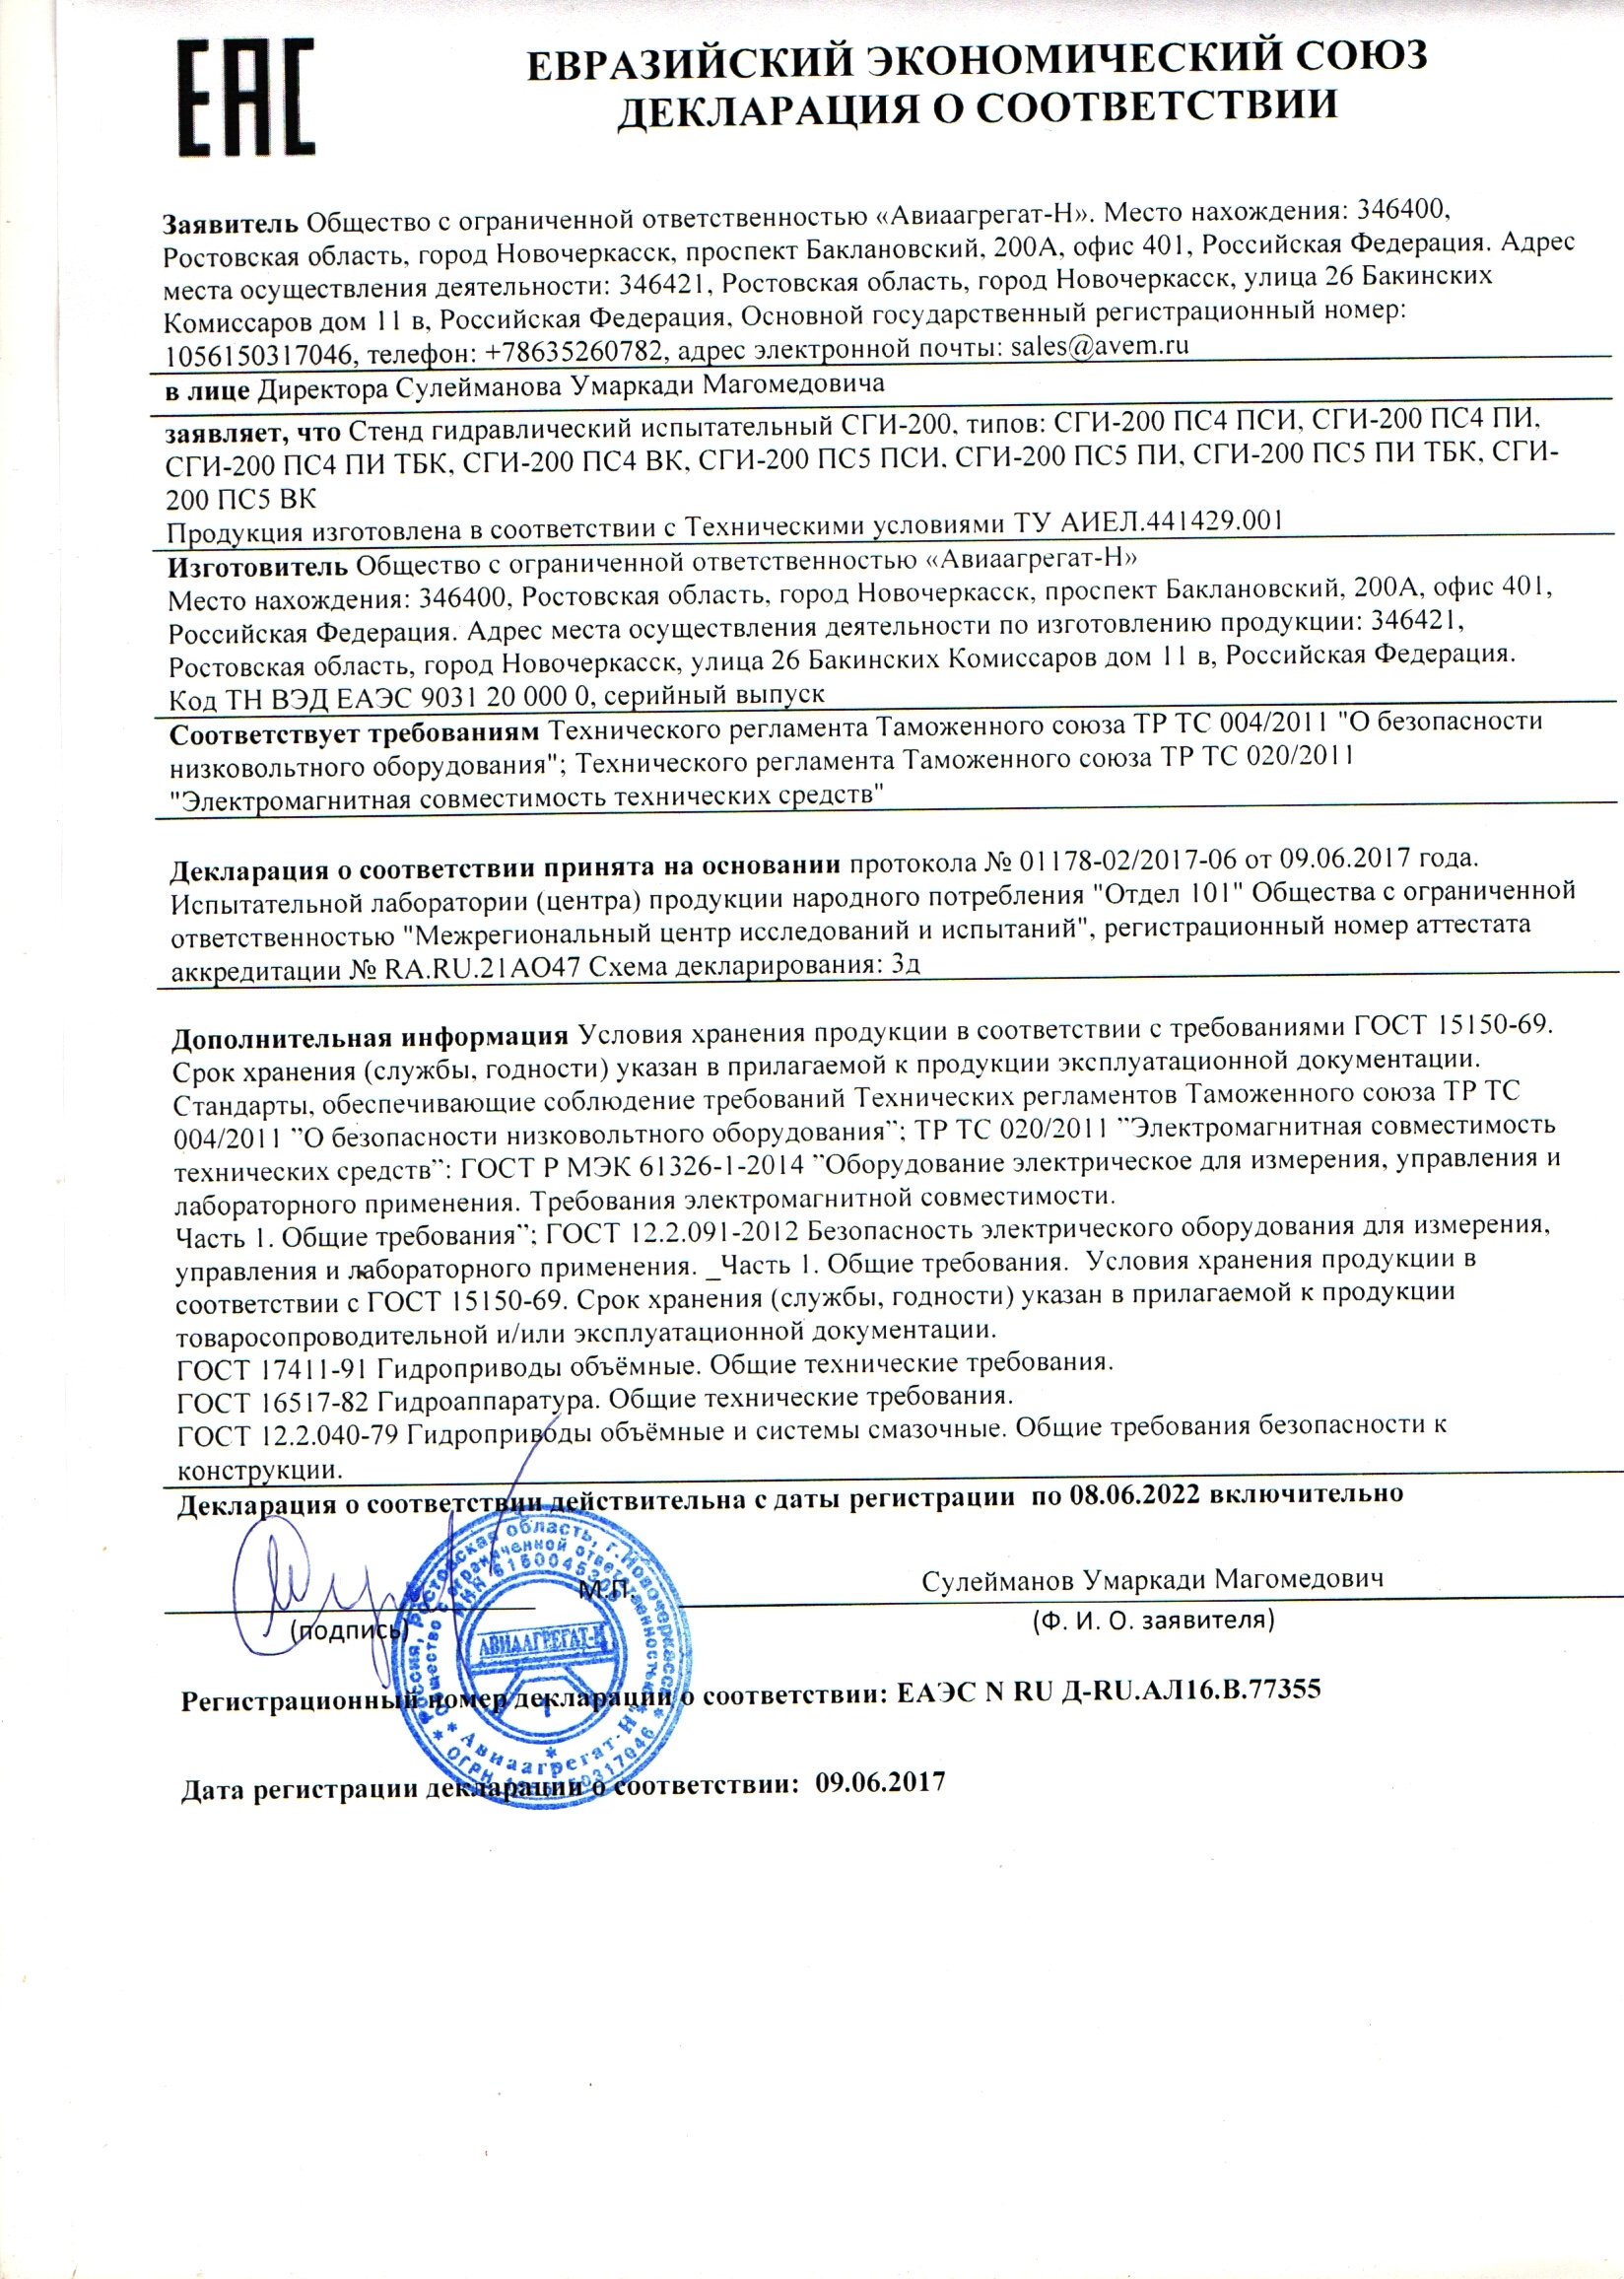 ЕАС
ЕВРАЗИЙСКИЙ ЭКОНОМИЧЕСКИЙ СОЮЗ
ДЕКЛАРАЦИЯ О СООТВЕТСТВИИ
Заявитель Общество с ограниченной ответственностью «Авиаагрегат-Н». Место нахождения: 346400,
Ростовская область, город Новочеркасск, проспект Баклановский, 200А, офис 401, Российская Федерация. Адрес
места осуществления деятельности: 346421, Ростовская область, город Новочеркасск, улица 26 Бакинских
Комиссаров дом 11 в, Российская Федерация, Основной государственный регистрационный номер:
1056150317046, телефон: +78635260782, адрес электронной почты: sales@avem.ru
в лице Директора Сулейманова Умаркади Магомедовича
заявляет, что Стенд гидравлический испытательный СГИ-200, типов: СГИ-200 ПС4 ПСИ, СГИ-200 ПС4 ПИ,
СГИ-200 ПС4 ПИ ТБК, СГИ-200 ПС4 ВК, СГИ-200 ПС5 ПСИ, СГИ-200 ПС5 ПИ, СГИ-200 ПС5 ПИ ТБК, СГИ-
200 ПС5 ВК
Продукция изготовлена в соответствии с Техническими условиями ТУ АИЕЛ.441429.001
Изготовитель Общество с ограниченной ответственностью «Авиаагрегат-Н»
Место нахождения: 346400, Ростовская область, город Новочеркасск, проспект Баклановский, 200А, офис 401,
Российская Федерация. Адрес места осуществления деятельности по изготовлению продукции: 346421,
Ростовская область, город Новочеркасск, улица 26 Бакинских Комиссаров дом 11 в, Российская Федерация.
Код ТН ВЭД ЕАЭС 9031 20 000 0, серийный выпуск
Соответствует требованиям Технического регламента Таможенного союза ТР ТС 004/2011 "О безопасности
низковольтного оборудования"; Технического регламента Таможенного союза ТР ТС 020/2011
"Электромагнитная совместимость технических средств"
Декларация о соответствии принята на основании протокола № 01178-02/2017-06 от 09.06.2017 года.
Испытательной лаборатории (центра) продукции народного потребления "Отдел 101" Общества с ограниченной
ответственностью "Межрегиональный центр исследований и испытаний", регистрационный номер аттестата
аккредитации № RA.RU.21АО47 Схема декларирования: 3д
Дополнительная информация Условия хранения продукции в соответствии с требованиями ГОСТ 15150-69.
Срок хранения (службы, годности) указан в прилагаемой к продукции эксплуатационной документации.
Стандарты, обеспечивающие соблюдение требований Технических регламентов Таможенного союза ТР ТС
004/2011 ”О безопасности низковольтного оборудования”; ТР ТС 020/2011 ”Электромагнитная совместимость
технических средств”: ГОСТ Р МЭК 61326-1-2014 ”Оборудование электрическое для измерения, управления и
лабораторного применения. Требования электромагнитной совместимости.
Часть 1. Общие требования”; ГОСТ 12.2.091-2012 Безопасность электрического оборудования для измерения,
управления и лабораторного применения. _Часть 1. Общие требования. Условия хранения продукции в
соответствии с ГОСТ 15150-69. Срок хранения (службы, годности) указан в прилагаемой к продукции
товаросопроводительной и/или эксплуатационной документации.
ГОСТ 17411-91 Гидроприводы объёмные. Общие технические требования.
ГОСТ 16517-82 Гидроаппаратура. Общие технические требования.
ГОСТ 12.2.040-79 Гидроприводы объёмные и системы смазочные. Общие требования безопасности к
конструкции.
Декларация о соответствии действительна с даты регистрации по 08.06.2022 включительно
М.П.
Сулейманов Умаркади Магомедович
(подпись)
(Ф. И. О. заявителя)
Россия, Ростовская область, г. Новочеркасск
Общество с ограниченной ответственностью
АВИААГРЕГАТ-Н
Авиаагрегат-Н
Регистрационный номер декларации о соответствии: ЕАЭС N RU Д-RU.АЛ16.В.77355
Дата регистрации декларации о соответствии: 09.06.2017